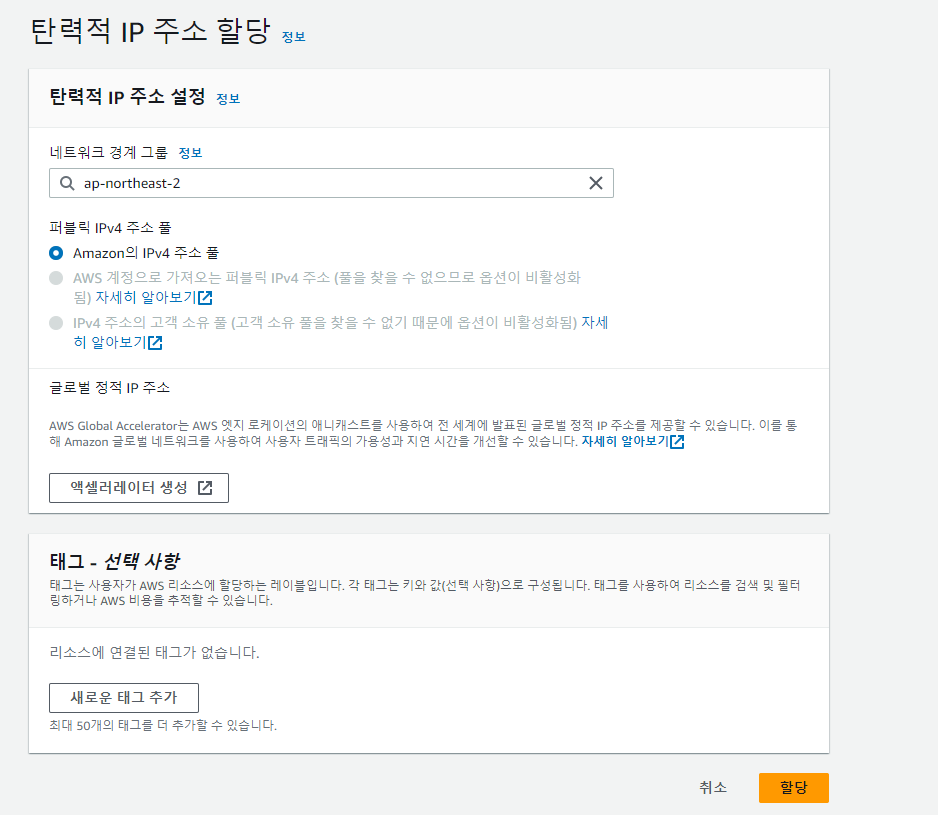 탄력적 IP 주소 할당 정보
탄력적 IP 주소 설정 정보
네트워크 경계 그룹 정보
ap-northeast-2
퍼블릭 IPv4 주소 풀
Amazon의 IPv4 주소 풀
AWS 계정으로 가져오는 퍼블릭 IPv4 주소 (풀을 찾을 수 없으므로 옵션이 비활성화
됨) 자세히 알아보기
IPv4 주소의 고객 소유 풀 (고객 소유 풀을 찾을 수 없기 때문에 옵션이 비활성화됨) 자세
히 알아보기
글로벌 정적 IP 주소
AWS Global Accelerator는 AWS 엣지 로케이션의 애니캐스트를 사용하여 전 세계에 발표된 글로벌 정적 IP 주소를 제공할 수 있습니다. 이를 통
해 Amazon 글로벌 네트워크를 사용하여 사용자 트래픽의 가용성과 지연 시간을 개선할 수 있습니다. 자세히 알아보기
액셀러레이터 생성
태그 - 선택 사항
태그는 사용자가 AWS 리소스에 할당하는 레이블입니다. 각 태그는 키와 값(선택 사항)으로 구성됩니다. 태그를 사용하여 리소스를 검색 및 필터
링하거나 AWS 비용을 추적할 수 있습니다.
리소스에 연결된 태그가 없습니다.
새로운 태그 추가
최대 50개의 태그를 더 추가할 수 있습니다.
취소 할당